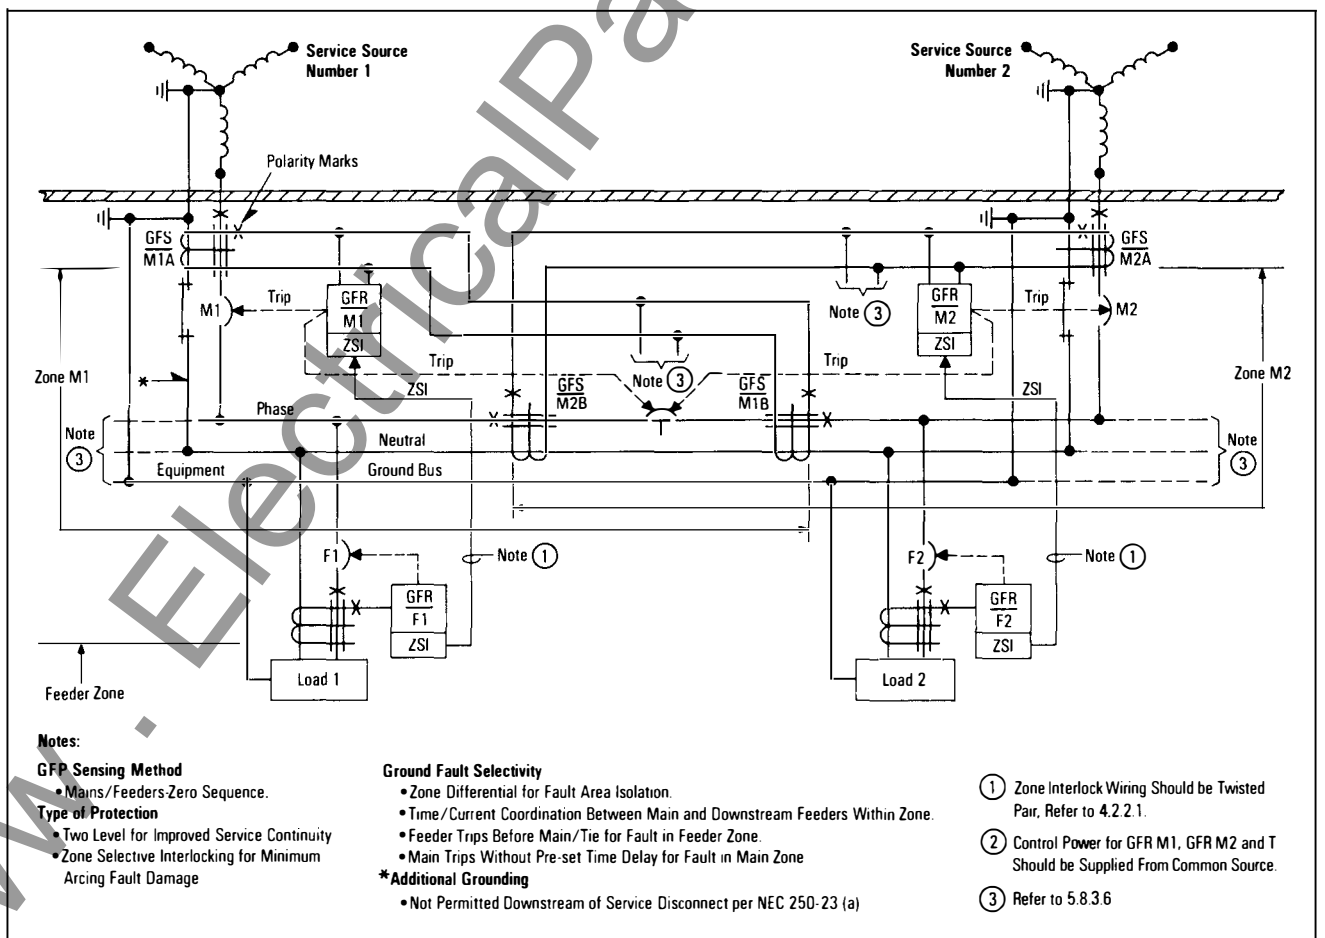 Service Source
Number 1
Service Source
Number 2
Polarity Marks
GFS
M1A
GFS
M2A
M1
Trip
GFR
M1
ZSI
Note 3
GFR
M2
ZSI
Trip
M2
Zone M1
*
Trip
Note 3
Trip
Zone M2
ZSI
GFS
M2B
GFS
M1B
ZSI
Phase
T
Note
3
Neutral
Note
3
Equipment Ground Bus
F1
Note 1
F2
Note 1
GFR
F1
ZSI
GFR
F2
ZSI
Load 1
Load 2
Feeder Zone
Notes:
GFP Sensing Method
• Mains/Feeders-Zero Sequence.
Type of Protection
• Two Level for Improved Service Continuity
• Zone Selective Interlocking for Minimum
Arcing Fault Damage
Ground Fault Selectivity
• Zone Differential for Fault Area Isolation.
• Time/Current Coordination Between Main and Downstream Feeders Within Zone.
• Feeder Trips Before Main/Tie for Fault in Feeder Zone.
• Main Trips Without Pre-set Time Delay for Fault in Main Zone
*Additional Grounding
• Not Permitted Downstream of Service Disconnect per NEC 250-23 (a)
1 Zone Interlock Wiring Should be Twisted
Pair, Refer to 4.2.2.1.
2 Control Power for GFR M1, GFR M2 and T
Should be Supplied From Common Source.
3 Refer to 5.8.3.6
w . ElectricalPa